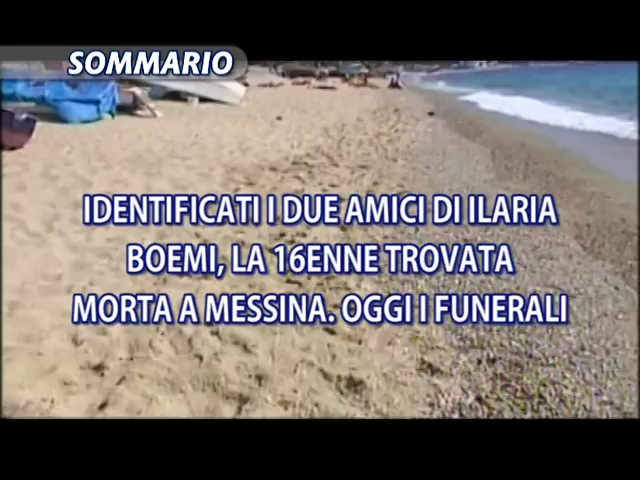 SOMMARIO
IDENTIFICATI I DUE AMICI DI ILARIA
BOEMI, LA 16ENNE TROVATA
MORTA A MESSINA. OGGI I FUNERALI